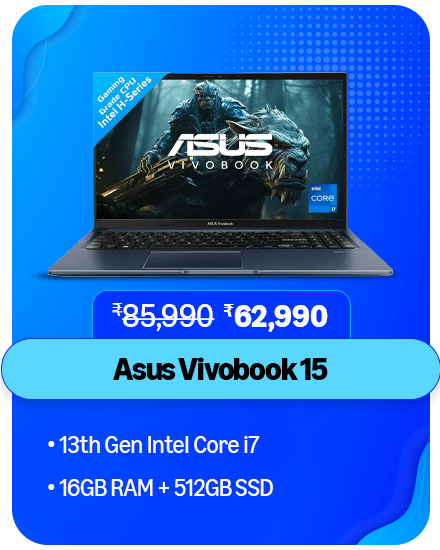 Gaming
Grade CPU
Intel H-Series
ASUS
VIVOBOOK
intel
CORE
i7
ASUS Vivobook
₹85,990 ₹62,990
Asus Vivobook 15
• 13th Gen Intel Core i7
• 16GB RAM + 512GB SSD